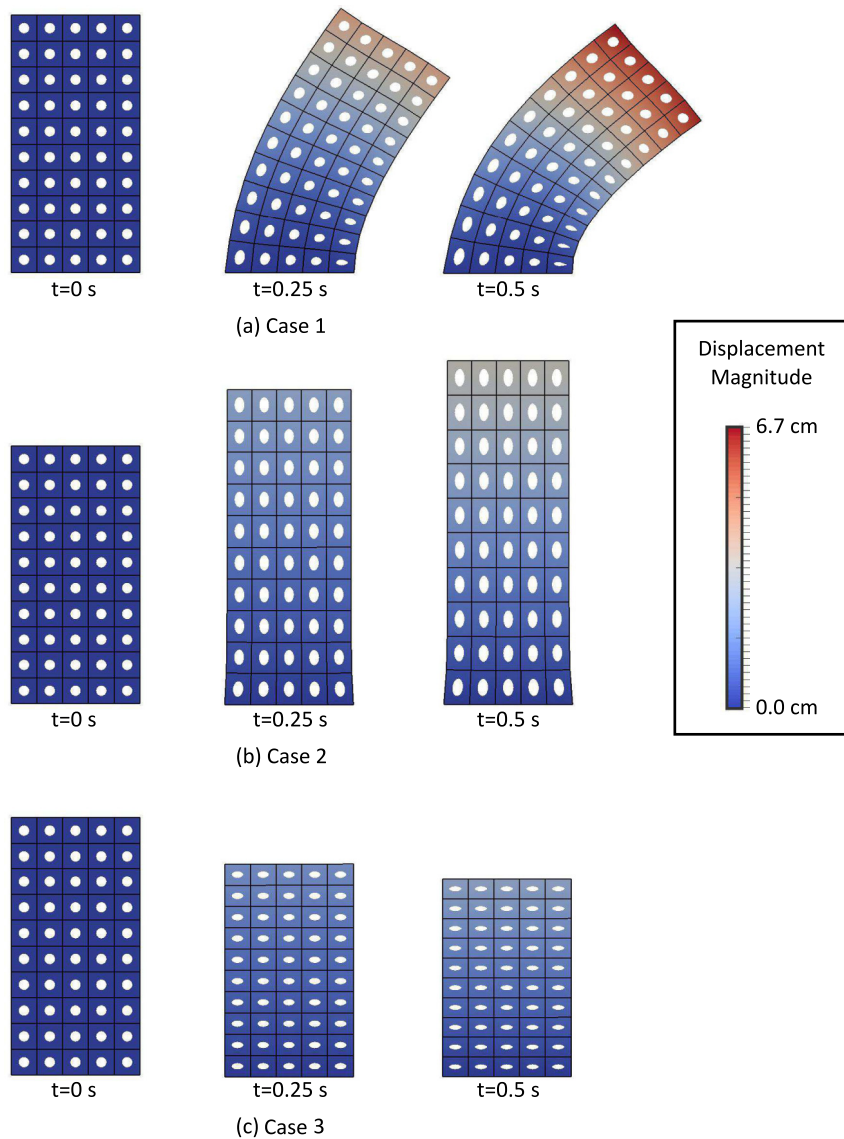 t=0 s
t=0.25 s
t=0.5 s
(a) Case 1
Displacement
Magnitude
6.7 cm
0.0 cm
t=0 s
t=0.25 s
t=0.5 s
(b) Case 2
t=0 s
t=0.25 s
t=0.5 s
(c) Case 3